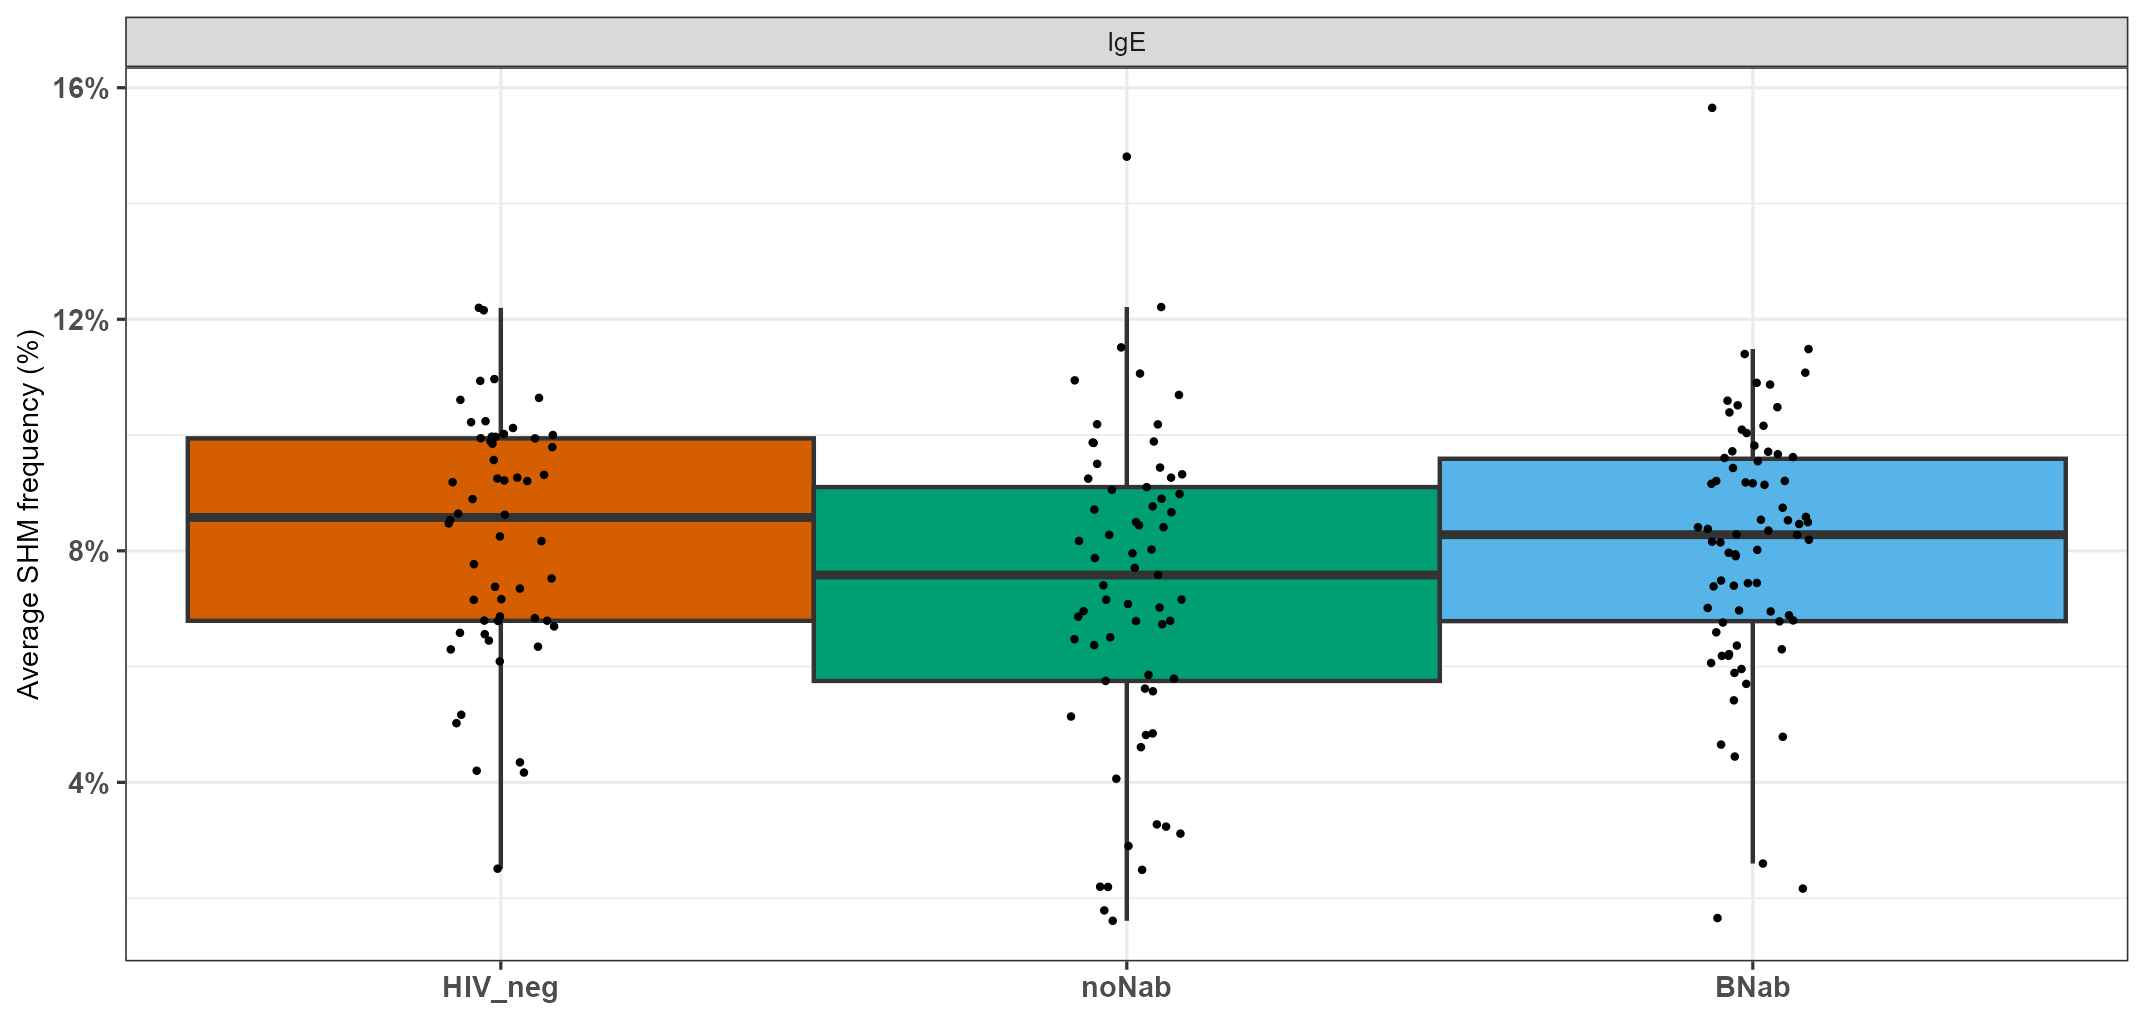 IgE
16%
12%
8%
4%
Average SHM frequency (%)
HIV_neg
noNab
BNab